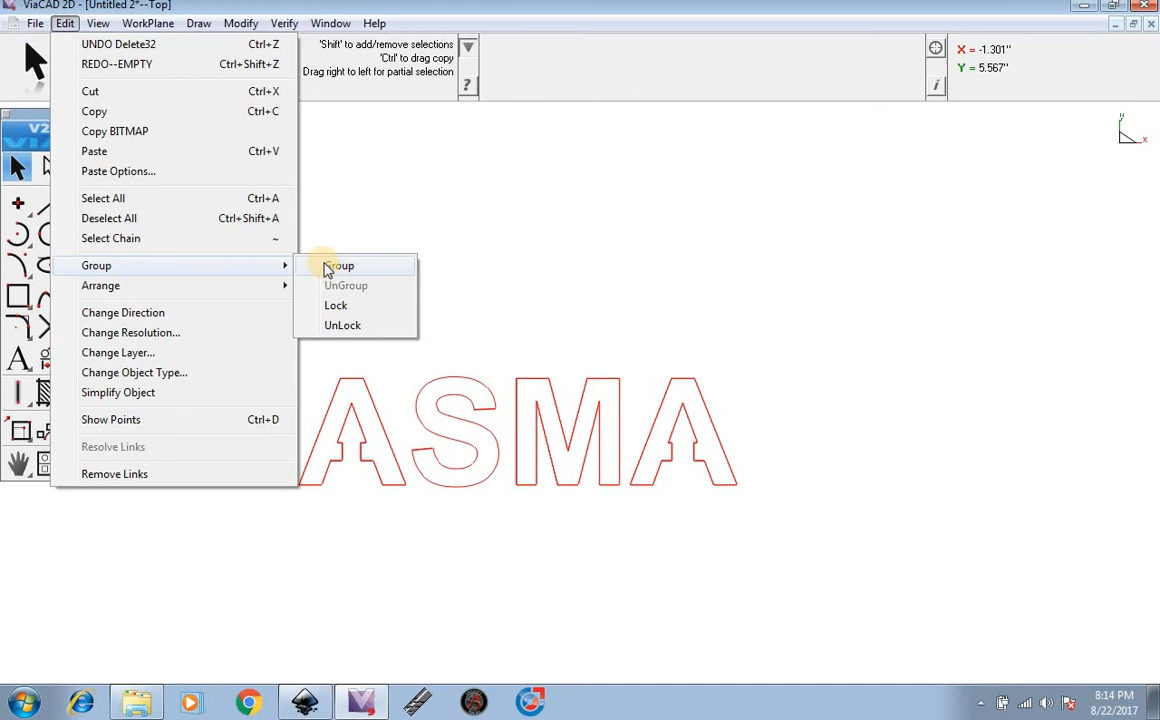 ViaCAD 2D - [Untitled 2*--Top]
File Edit View WorkPlane Draw Modify Verify Window Help
UNDO Delete32 Ctrl+Z
REDO--EMPTY Ctrl+Shift+Z
Cut Ctrl+X
Copy Ctrl+C
Copy BITMAP
Paste Ctrl+V
Paste Options...
Select All Ctrl+A
Deselect All Ctrl+Shift+A
Select Chain ~
Group
Arrange
Change Direction
Change Resolution...
Change Layer...
Change Object Type...
Simplify Object
Show Points Ctrl+D
Resolve Links
Remove Links
Group
UnGroup
Lock
UnLock
'Shift' to add/remove selections
'Ctrl' to drag copy
Drag right to left for partial selection
?
i
X = -1.301"
Y = 5.567"
y
x
V2
A
ASMA
8:14 PM
8/22/2017